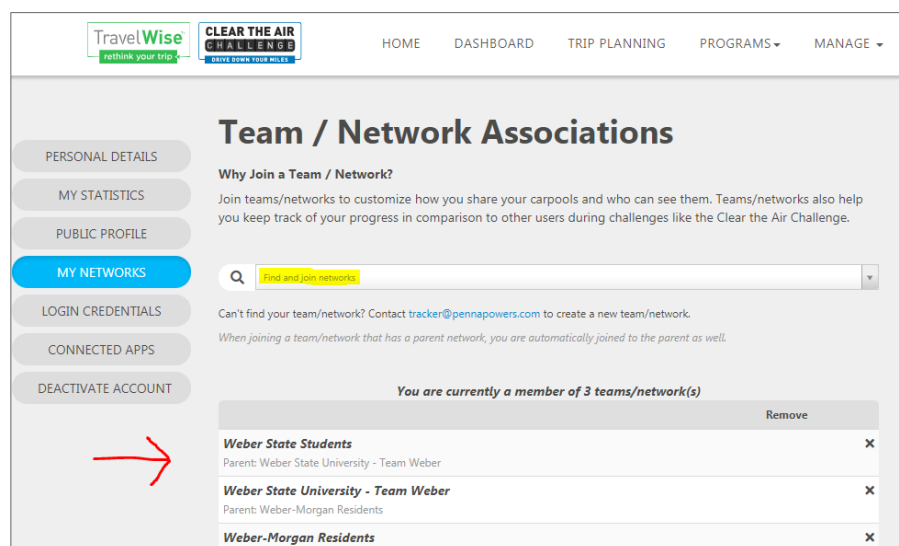 TravelWise
rethink your trip
CLEAR THE AIR
CHALLENGE
DRIVE DOWN YOUR MILES
HOME DASHBOARD TRIP PLANNING PROGRAMS MANAGE
PERSONAL DETAILS
MY STATISTICS
PUBLIC PROFILE
MY NETWORKS
LOGIN CREDENTIALS
CONNECTED APPS
DEACTIVATE ACCOUNT
Team / Network Associations
Why Join a Team / Network?
Join teams/networks to customize how you share your carpools and who can see them. Teams/networks also help
you keep track of your progress in comparison to other users during challenges like the Clear the Air Challenge.
Find and join networks
Can't find your team/network? Contact tracker@pennapowers.com to create a new team/network.
When joining a team/network that has a parent network, you are automatically joined to the parent as well.
You are currently a member of 3 teams/network(s)
Remove
Weber State Students
Parent: Weber State University - Team Weber
Weber State University - Team Weber
Parent: Weber-Morgan Residents
Weber-Morgan Residents